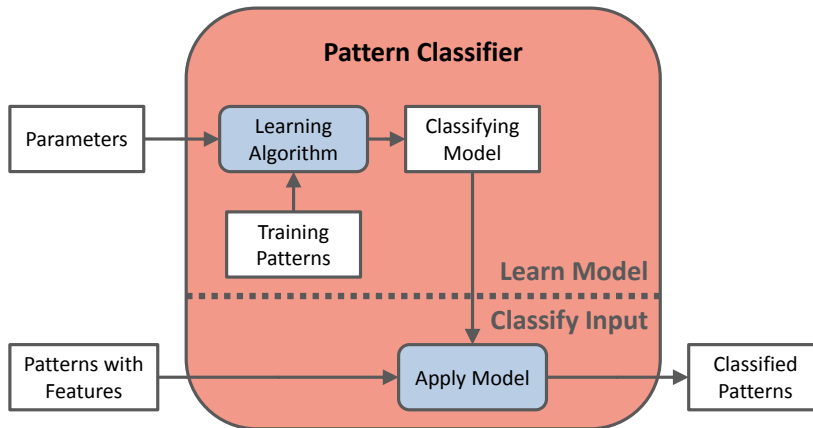 Pattern Classifier
Parameters
Learning
Algorithm
Classifying
Model
Training
Patterns
Learn Model
Classify Input
Patterns with
Features
Apply Model
Classified
Patterns